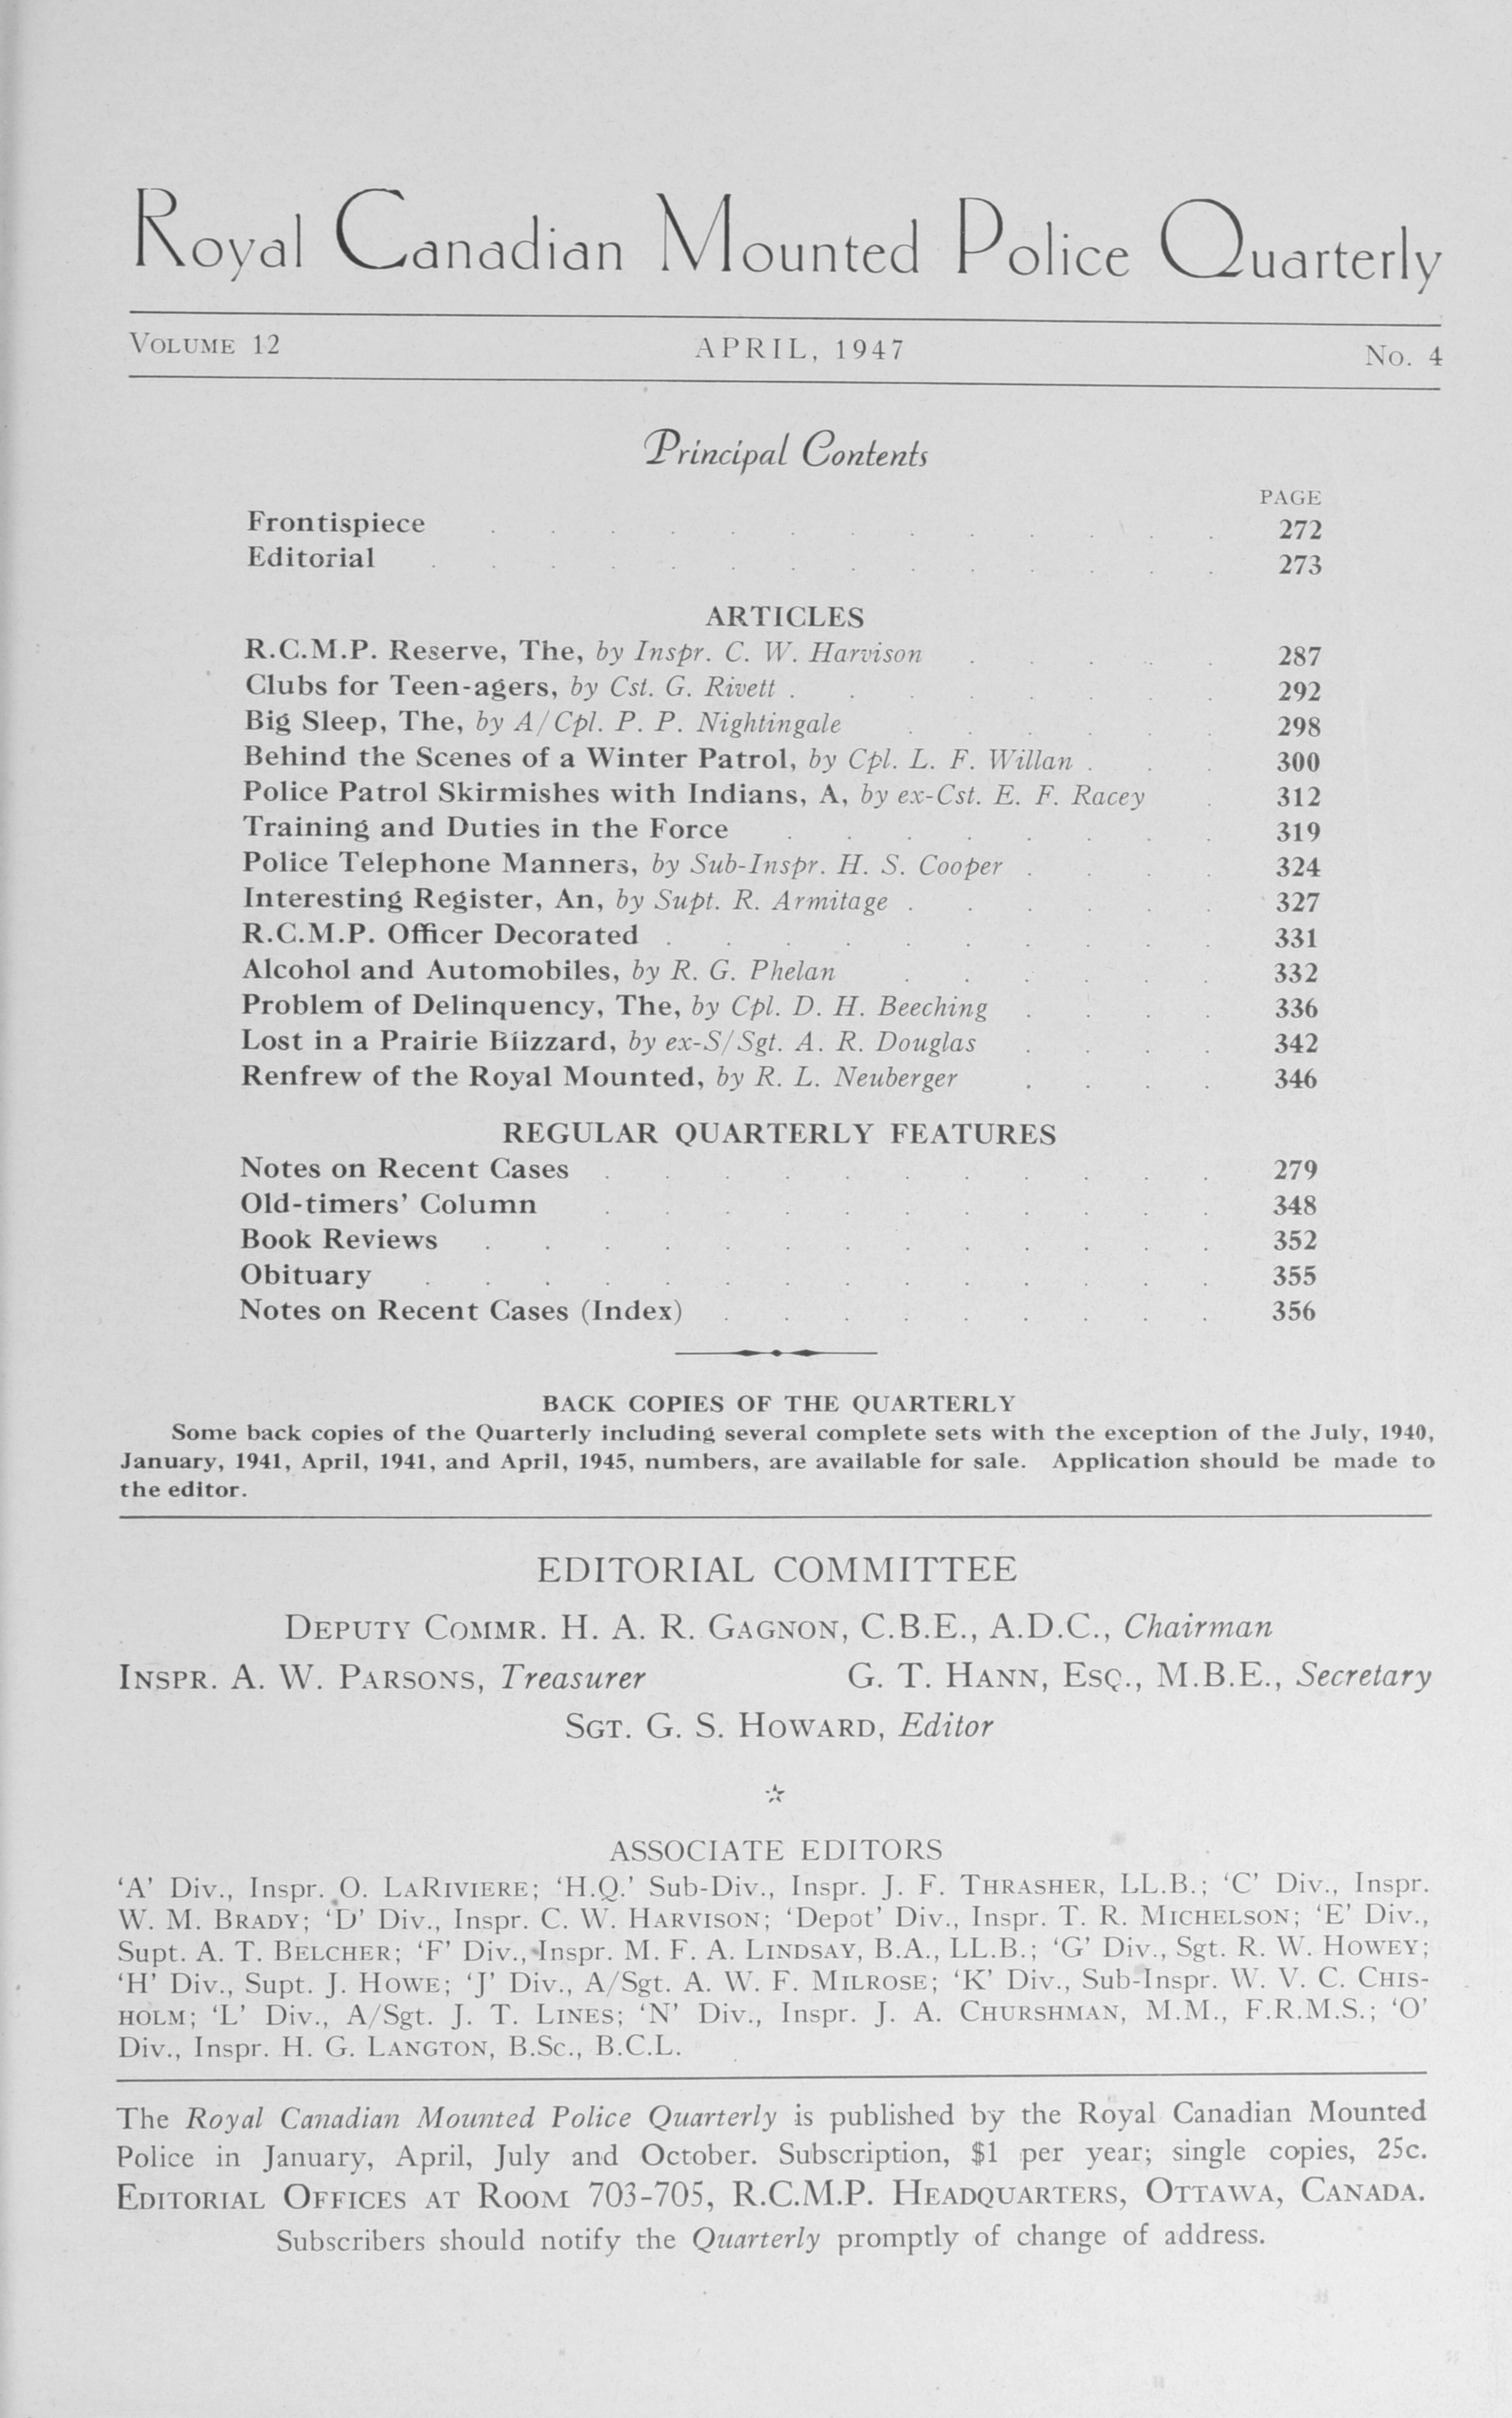 Royal Canadian Mounted Police Quarterly
VOLUME 12 APRIL, 1947 No. 4
Principal Contents
PAGE
Frontispiece . . . . . . . . . . . . . 272
Editorial . . . . . . . . . . . . . . 273
ARTICLES
R.C.M.P. Reserve, The, by Inspr. C. W. Harvison . . . . . 287
Clubs for Teen-agers, by Cst. G. Rivett . . . . . . . . 292
Big Sleep, The, by A/Cpl. P. P. Nightingale . . . . . . 298
Behind the Scenes of a Winter Patrol, by Cpl. L. F. Willan . . . 300
Police Patrol Skirmishes with Indians, A, by ex-Cst. E. F. Racey . 312
Training and Duties in the Force . . . . . . . . 319
Police Telephone Manners, by Sub-Inspr. H. S. Cooper . . . . 324
Interesting Register, An, by Supt. R. Armitage . . . . . . 327
R.C.M.P. Officer Decorated . . . . . . . . . . 331
Alcohol and Automobiles, by R. G. Phelan . . . . . . 332
Problem of Delinquency, The, by Cpl. D. H. Beeching . . . . 336
Lost in a Prairie Blizzard, by ex-S/Sgt. A. R. Douglas . . . . 342
Renfrew of the Royal Mounted, by R. L. Neuberger . . . . 346
REGULAR QUARTERLY FEATURES
Notes on Recent Cases . . . . . . . . . . . 279
Old-timers' Column . . . . . . . . . . . 348
Book Reviews . . . . . . . . . . . . . 352
Obituary . . . . . . . . . . . . . . 355
Notes on Recent Cases (Index) . . . . . . . . . 356
BACK COPIES OF THE QUARTERLY
Some back copies of the Quarterly including several complete sets with the exception of the July, 1940,
January, 1941, April, 1941, and April, 1945, numbers, are available for sale. Application should be made to
the editor.
EDITORIAL COMMITTEE
DEPUTY COMMR. H. A. R. GAGNON, C.B.E., A.D.C., Chairman
INSPR. A. W. PARSONS, Treasurer G. T. HANN, ESQ., M.B.E., Secretary
SGT. G. S. HOWARD, Editor
ASSOCIATE EDITORS
'A' Div., Inspr. O. LARIVIERE; 'H.Q.' Sub-Div., Inspr. J. F. THRASHER, LL.B.; 'C' Div., Inspr.
W. M. BRADY; 'D' Div., Inspr. C. W. HARVISON; 'Depot' Div., Inspr. T. R. MICHELSON; 'E' Div.,
Supt. A. T. BELCHER; 'F' Div., Inspr. M. F. A. LINDSAY, B.A., LL.B.; 'G' Div., Sgt. R. W. HOWEY;
'H' Div., Supt. J. HOWE; 'J' Div., A/Sgt. A. W. F. MILROSE; 'K' Div., Sub-Inspr. W. V. C. CHIS-
HOLM; 'L' Div., A/Sgt. J. T. LINES; 'N' Div., Inspr. J. A. CHURSHMAN, M.M., F.R.M.S.; 'O'
Div., Inspr. H. G. LANGTON, B.Sc., B.C.L.
The Royal Canadian Mounted Police Quarterly is published by the Royal Canadian Mounted
Police in January, April, July and October. Subscription, $1 per year; single copies, 25c.
EDITORIAL OFFICES AT ROOM 703-705, R.C.M.P. HEADQUARTERS, OTTAWA, CANADA.
Subscribers should notify the Quarterly promptly of change of address.